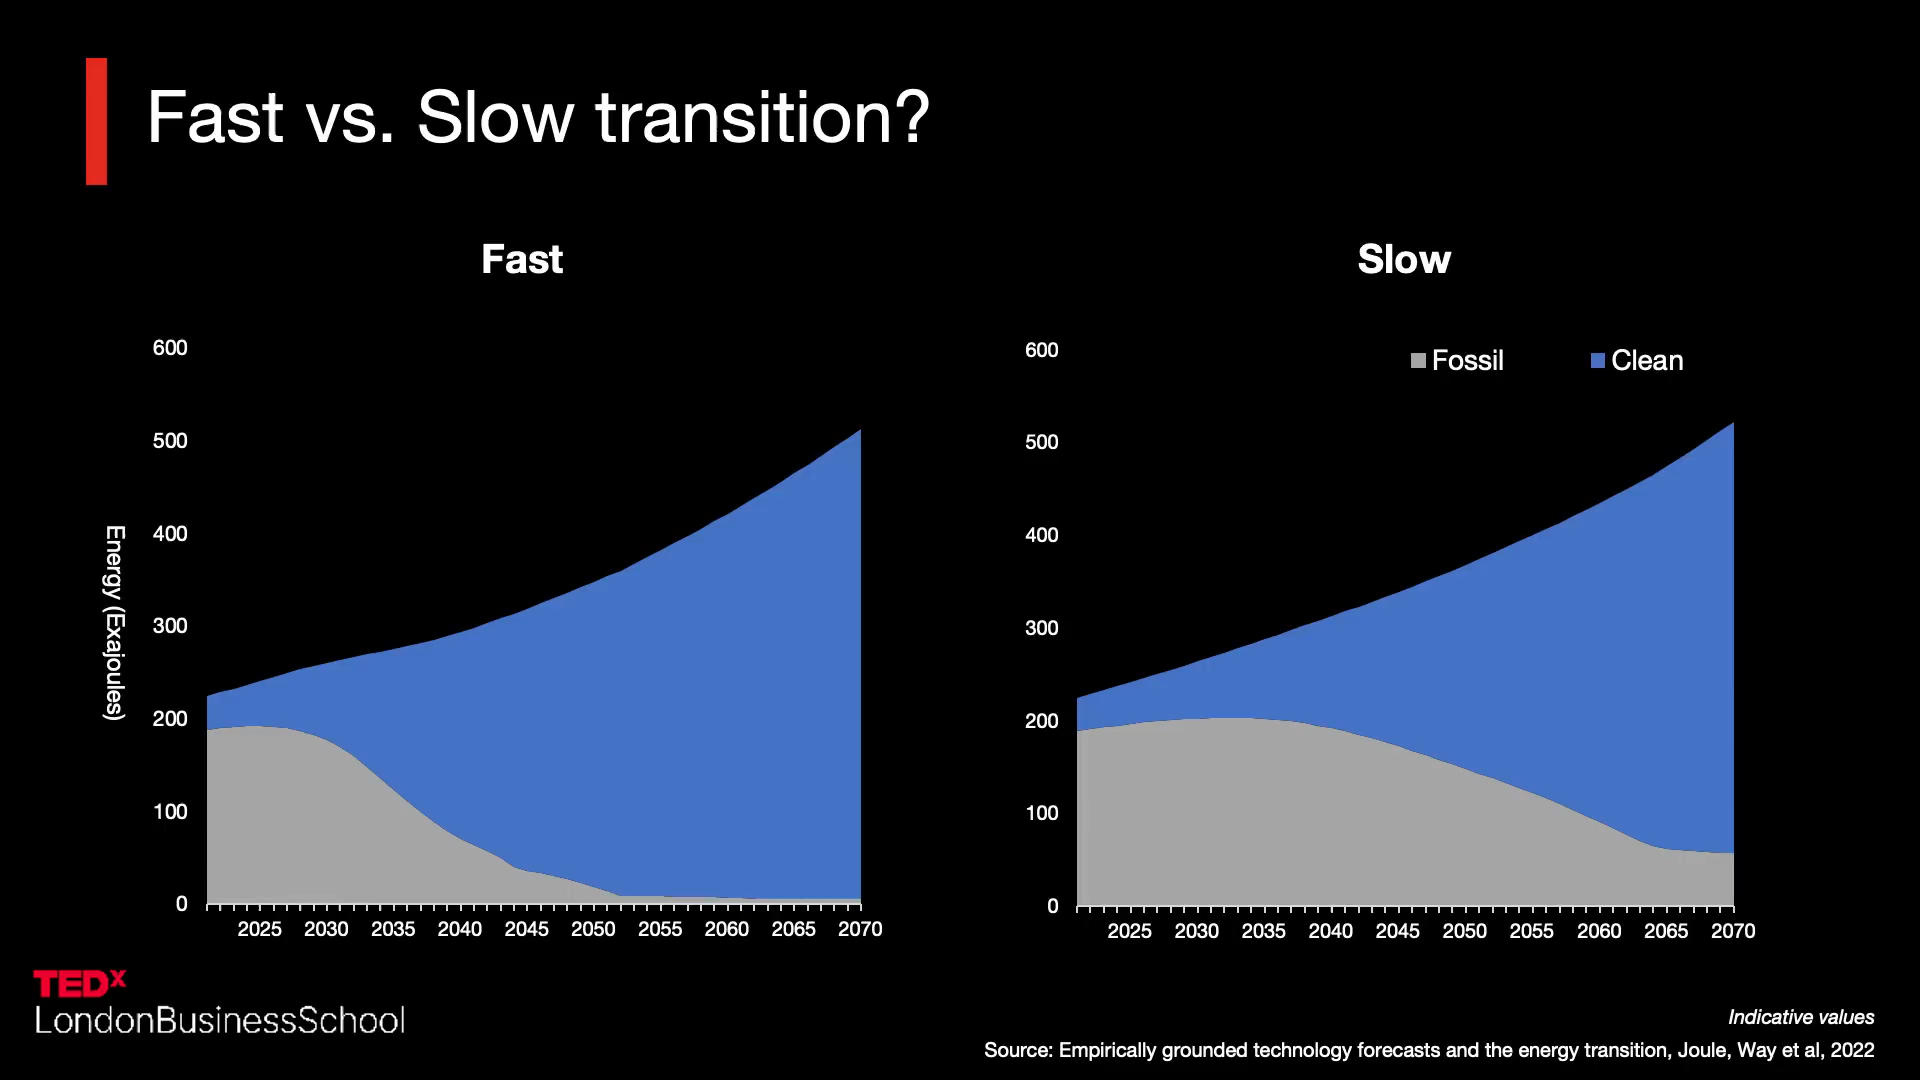 Fast vs. Slow transition?
Fast
Slow
Energy (Exajoules)
600
500
400
300
200
100
0
2025 2030 2035 2040 2045 2050 2055 2060 2065 2070
Fossil Clean
600
500
400
300
200
100
0
2025 2030 2035 2040 2045 2050 2055 2060 2065 2070
TEDx
LondonBusinessSchool
Indicative values
Source: Empirically grounded technology forecasts and the energy transition, Joule, Way et al, 2022